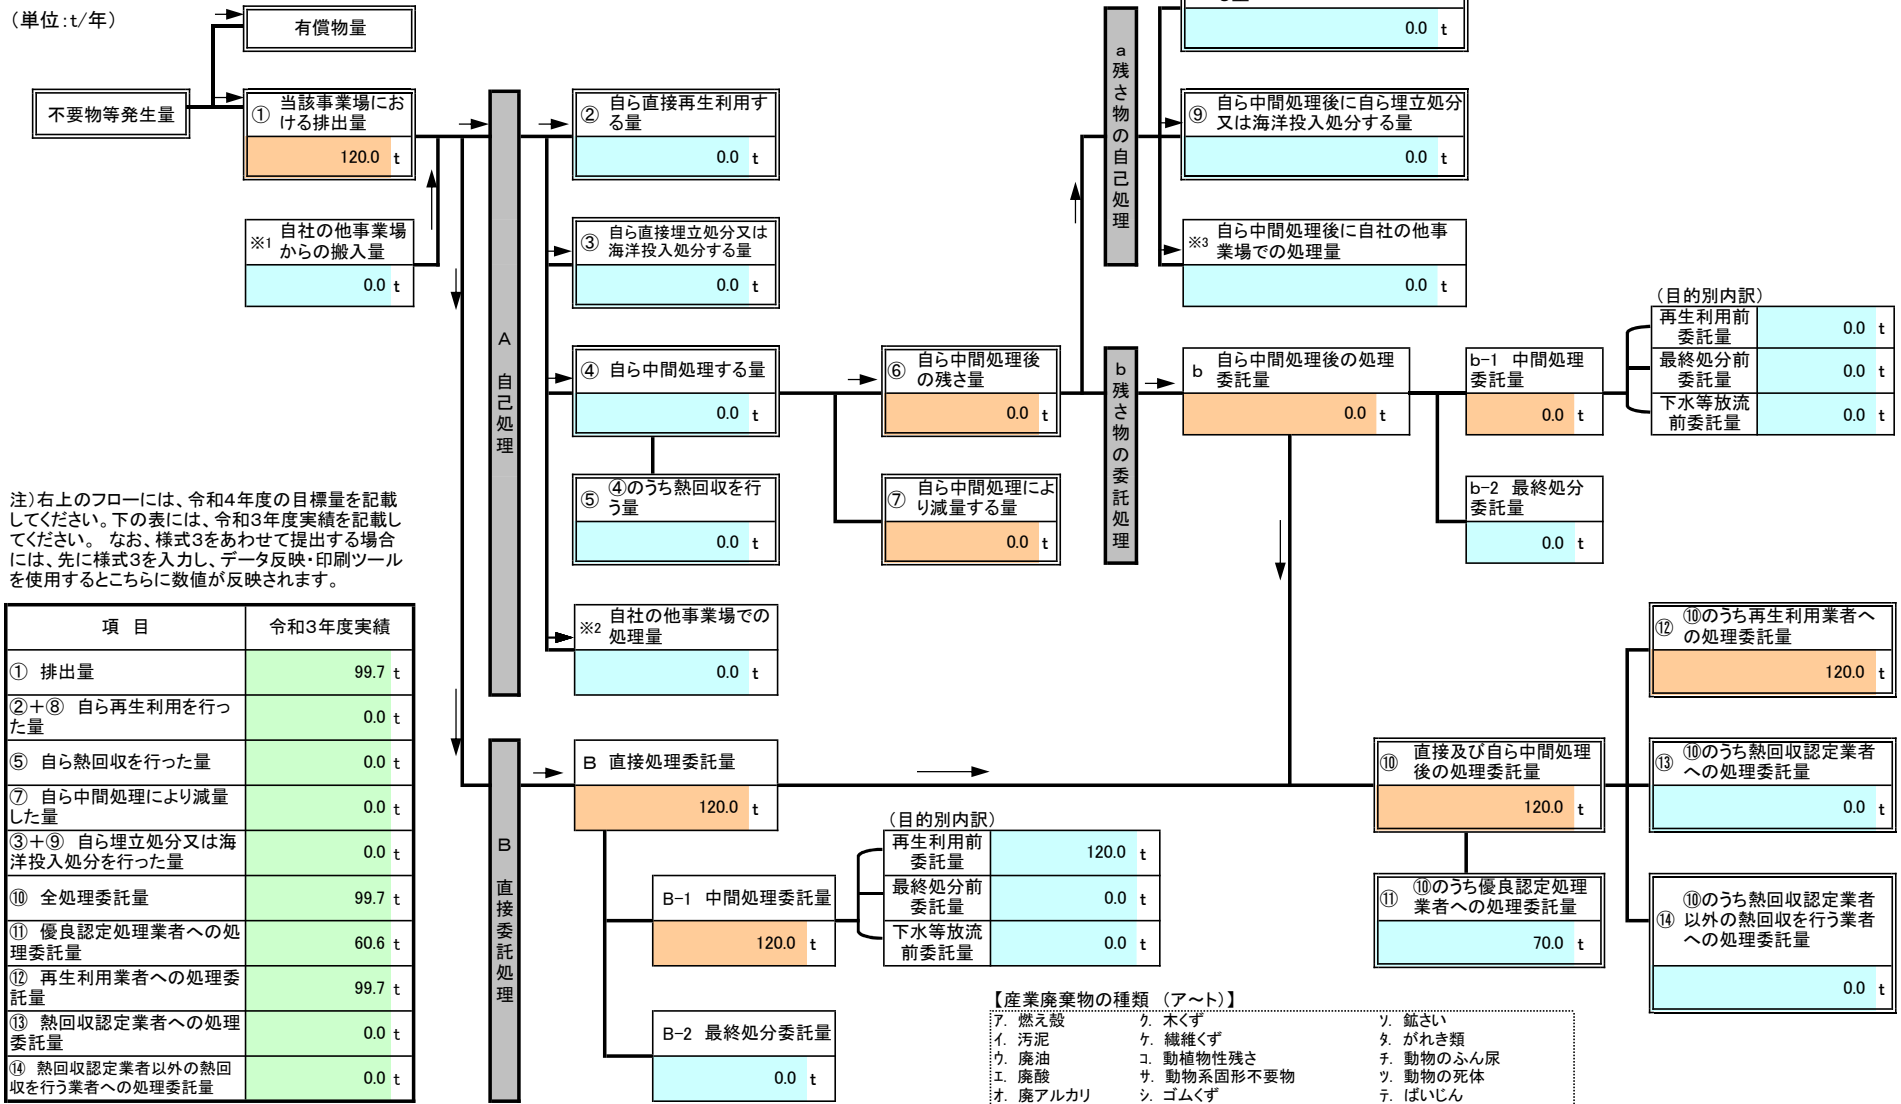 (単位:t/年)
有償物量
不要物等発生量
① 当該事業場にお
ける排出量
120.0 t
※1 自社の他事業場
からの搬入量
0.0 t
A 自己処理
② 自ら直接再生利用す
る量
0.0 t
③ 自ら直接埋立処分又は
海洋投入処分する量
0.0 t
④ 自ら中間処理する量
0.0 t
⑤ ④のうち熱回収を行
う量
0.0 t
※2 自社の他事業場での
処理量
0.0 t
⑥ 自ら中間処理後
の残さ量
0.0 t
⑦ 自ら中間処理によ
り減量する量
0.0 t
a 残さ物の自己処理
0.0 t
⑨ 自ら中間処理後に自ら埋立処分
又は海洋投入処分する量
0.0 t
※3 自ら中間処理後に自社の他事
業場での処理量
0.0 t
b 残さ物の委託処理
b 自ら中間処理後の処理
委託量
0.0 t
b-1 中間処理
委託量
0.0 t
(目的別内訳)
再生利用前
委託量
0.0 t
最終処分前
委託量
0.0 t
下水等放流
前委託量
0.0 t
b-2 最終処分
委託量
0.0 t
注)右上のフローには、令和4年度の目標量を記載
してください。下の表には、令和3年度実績を記載し
てください。 なお、様式3をあわせて提出する場合
には、先に様式3を入力し、データ反映・印刷ツール
を使用するとこちらに数値が反映されます。
項 目 令和3年度実績
① 排出量 99.7 t
②+⑧ 自ら再生利用を行っ
た量 0.0 t
⑤ 自ら熱回収を行った量 0.0 t
⑦ 自ら中間処理により減量
した量 0.0 t
③+⑨ 自ら埋立処分又は海
洋投入処分を行った量 0.0 t
⑩ 全処理委託量 99.7 t
⑪ 優良認定処理業者への処
理委託量 60.6 t
⑫ 再生利用業者への処理委
託量 99.7 t
⑬ 熱回収認定業者への処理
委託量 0.0 t
⑭ 熱回収認定業者以外の熱回
収を行う業者への処理委託量 0.0 t
B 直接委託処理
B 直接処理委託量
120.0 t
B-1 中間処理委託量
120.0 t
(目的別内訳)
再生利用前
委託量
120.0 t
最終処分前
委託量
0.0 t
下水等放流
前委託量
0.0 t
B-2 最終処分委託量
0.0 t
⑩ 直接及び自ら中間処理
後の処理委託量
120.0 t
⑪ ⑩のうち優良認定処理
業者への処理委託量
70.0 t
⑫ ⑩のうち再生利用業者へ
の処理委託量
120.0 t
⑬ ⑩のうち熱回収認定業者
への処理委託量
0.0 t
⑭ ⑩のうち熱回収認定業者
以外の熱回収を行う業者
への処理委託量
0.0 t
【産業廃棄物の種類 (ア~ト)】
ア. 燃え殻 ク. 木くず ソ. 鉱さい
イ. 汚泥 ケ. 繊維くず タ. がれき類
ウ. 廃油 コ. 動植物性残さ チ. 動物のふん尿
エ. 廃酸 サ. 動物系固形不要物 ツ. 動物の死体
オ. 廃アルカリ シ. ゴムくず テ. ばいじん